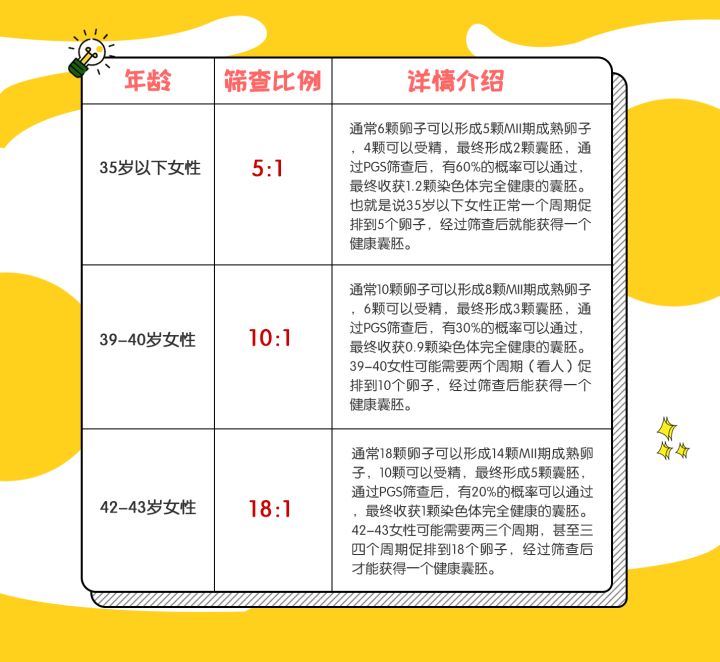 年龄 筛查比例 详情介绍
35岁以下女性
5:1
通常6颗卵子可以形成5颗MII期成熟卵子
，4颗可以受精，最终形成2颗囊胚，通
过PGS筛查后，有60%的概率可以通过，
最终收获1.2颗染色体完全健康的囊胚。
也就是说35岁以下女性正常一个周期促
排到5个卵子，经过筛查后就能获得一个
健康囊胚。
39-40岁女性
10:1
通常10颗卵子可以形成8颗MII期成熟卵子
，6颗可以受精，最终形成3颗囊胚，通
过PGS筛查后，有30%的概率可以通过，
最终收获0.9颗染色体完全健康的囊胚。
39-40女性可能需要两个周期（看人）促
排到10个卵子，经过筛查后能获得一个
健康囊胚。
42-43岁女性
18:1
通常18颗卵子可以形成14颗MII期成熟卵
子，10颗可以受精，最终形成5颗囊胚，
通过PGS筛查后，有20%的概率可以通过
，最终收获1颗染色体完全健康的囊胚。
42-43女性可能需要两三个周期，甚至三
四个周期促排到18个卵子，经过筛查后
才能获得一个健康囊胚。